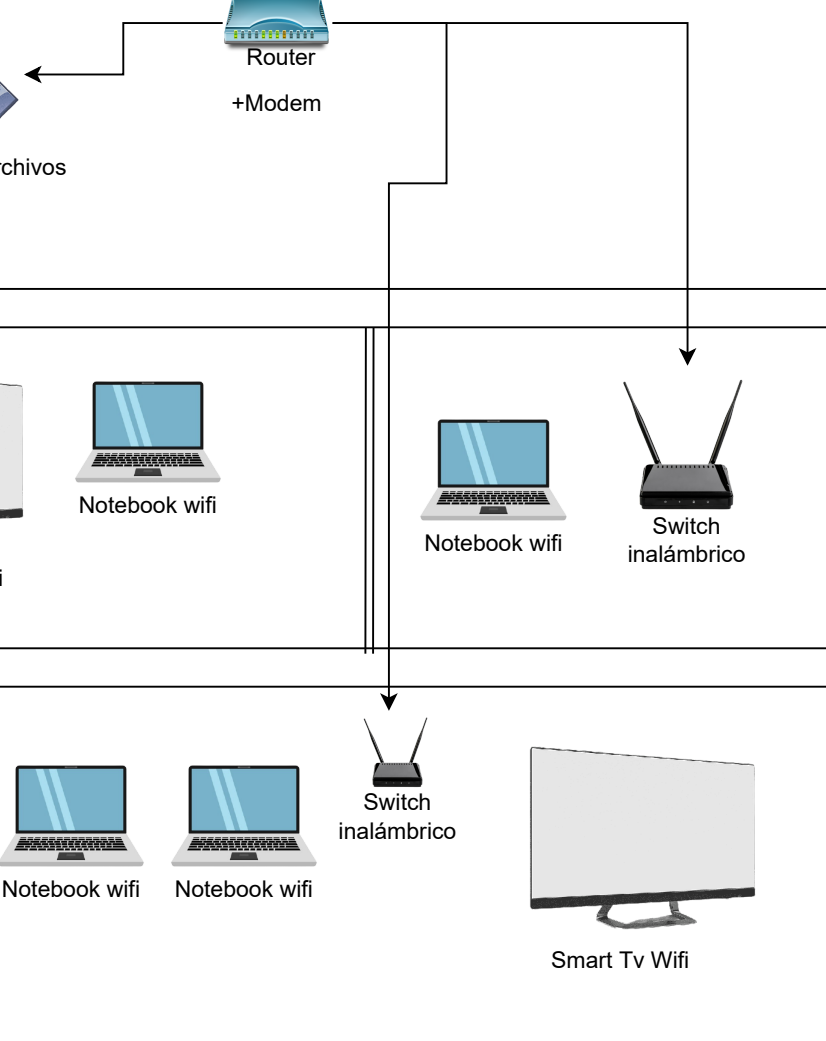 Router
+Modem
rchivos
Notebook wifi
Notebook wifi
Switch
inalámbrico
i
Switch
inalámbrico
Notebook wifi
Notebook wifi
Smart Tv Wifi